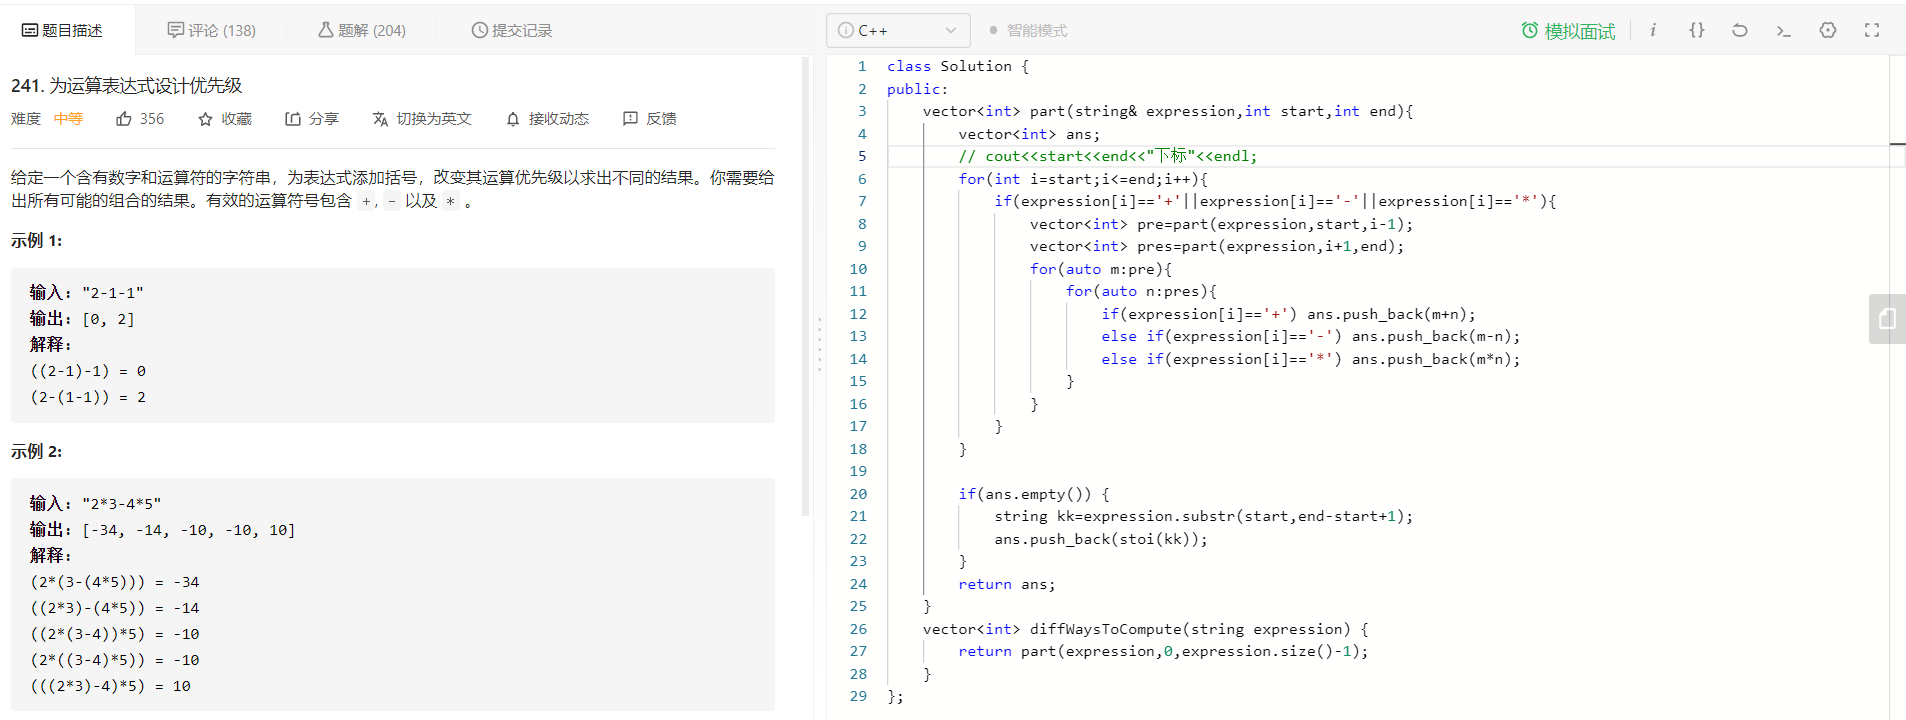 题目描述 评论 (138) 题解 (204) 提交记录
241. 为运算表达式设计优先级
难度 中等 356 收藏 分享 切换为英文 接收动态 反馈
给定一个含有数字和运算符的字符串，为表达式添加括号，改变其运算优先级以求出不同的结果。你需要给
出所有可能的组合的结果。有效的运算符号包含 +, - 以及 * 。
示例 1:
输入: "2-1-1"
输出: [0, 2]
解释:
((2-1)-1) = 0
(2-(1-1)) = 2
示例 2:
输入: "2*3-4*5"
输出: [-34, -14, -10, -10, 10]
解释:
(2*(3-(4*5))) = -34
((2*3)-(4*5)) = -14
((2*(3-4))*5) = -10
(2*((3-4)*5)) = -10
(((2*3)-4)*5) = 10
C++ 智能模式 模拟面试 i {}
1 class Solution {
2 public:
3 vector<int> part(string& expression,int start,int end){
4 vector<int> ans;
5 // cout<<start<<end<<"下标"<<endl;
6 for(int i=start;i<=end;i++){
7 if(expression[i]=='+'||expression[i]=='-'||expression[i]=='*'){
8 vector<int> pre=part(expression,start,i-1);
9 vector<int> pres=part(expression,i+1,end);
10 for(auto m:pre){
11 for(auto n:pres){
12 if(expression[i]=='+') ans.push_back(m+n);
13 else if(expression[i]=='-') ans.push_back(m-n);
14 else if(expression[i]=='*') ans.push_back(m*n);
15 }
16 }
17 }
18 }
19
20 if(ans.empty()) {
21 string kk=expression.substr(start,end-start+1);
22 ans.push_back(stoi(kk));
23 }
24 return ans;
25 }
26 vector<int> diffWaysToCompute(string expression) {
27 return part(expression,0,expression.size()-1);
28 }
29 };